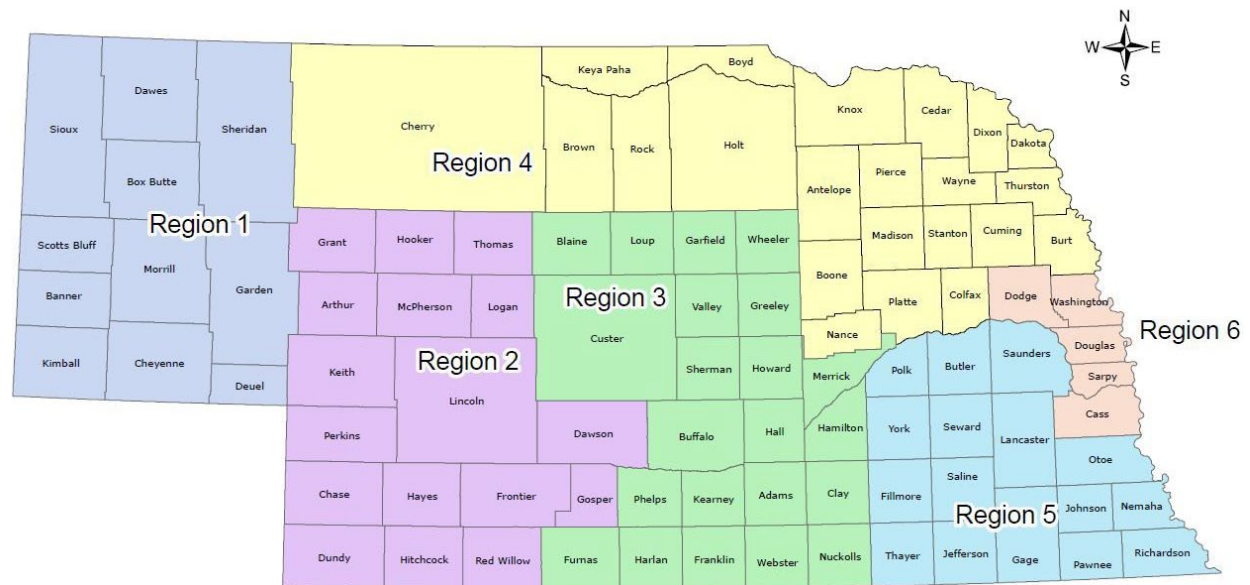 N
W E
S
Keya Paha
Boyd
Dawes
Sioux
Sheridan
Cherry
Knox
Cedar
Dixon
Dakota
Brown
Rock
Holt
Region 4
Box Butte
Antelope
Pierce
Wayne
Thurston
Region 1
Scotts Bluff
Grant
Hooker
Thomas
Blaine
Loup
Garfield
Wheeler
Madison
Stanton
Cuming
Burt
Morrill
Garden
Banner
Boone
Arthur
McPherson
Logan
Region 3
Valley
Greeley
Platte
Colfax
Dodge
Washington
Region 6
Custer
Nance
Douglas
Kimball
Cheyenne
Keith
Region 2
Sherman
Howard
Merrick
Polk
Butler
Saunders
Sarpy
Deuel
Lincoln
Cass
Perkins
Dawson
Buffalo
Hall
Hamilton
York
Seward
Lancaster
Otoe
Chase
Hayes
Frontier
Gosper
Phelps
Kearney
Adams
Clay
Fillmore
Saline
Region 5
Johnson
Nemaha
Dundy
Hitchcock
Red Willow
Furnas
Harlan
Franklin
Webster
Nuckolls
Thayer
Jefferson
Gage
Pawnee
Richardson